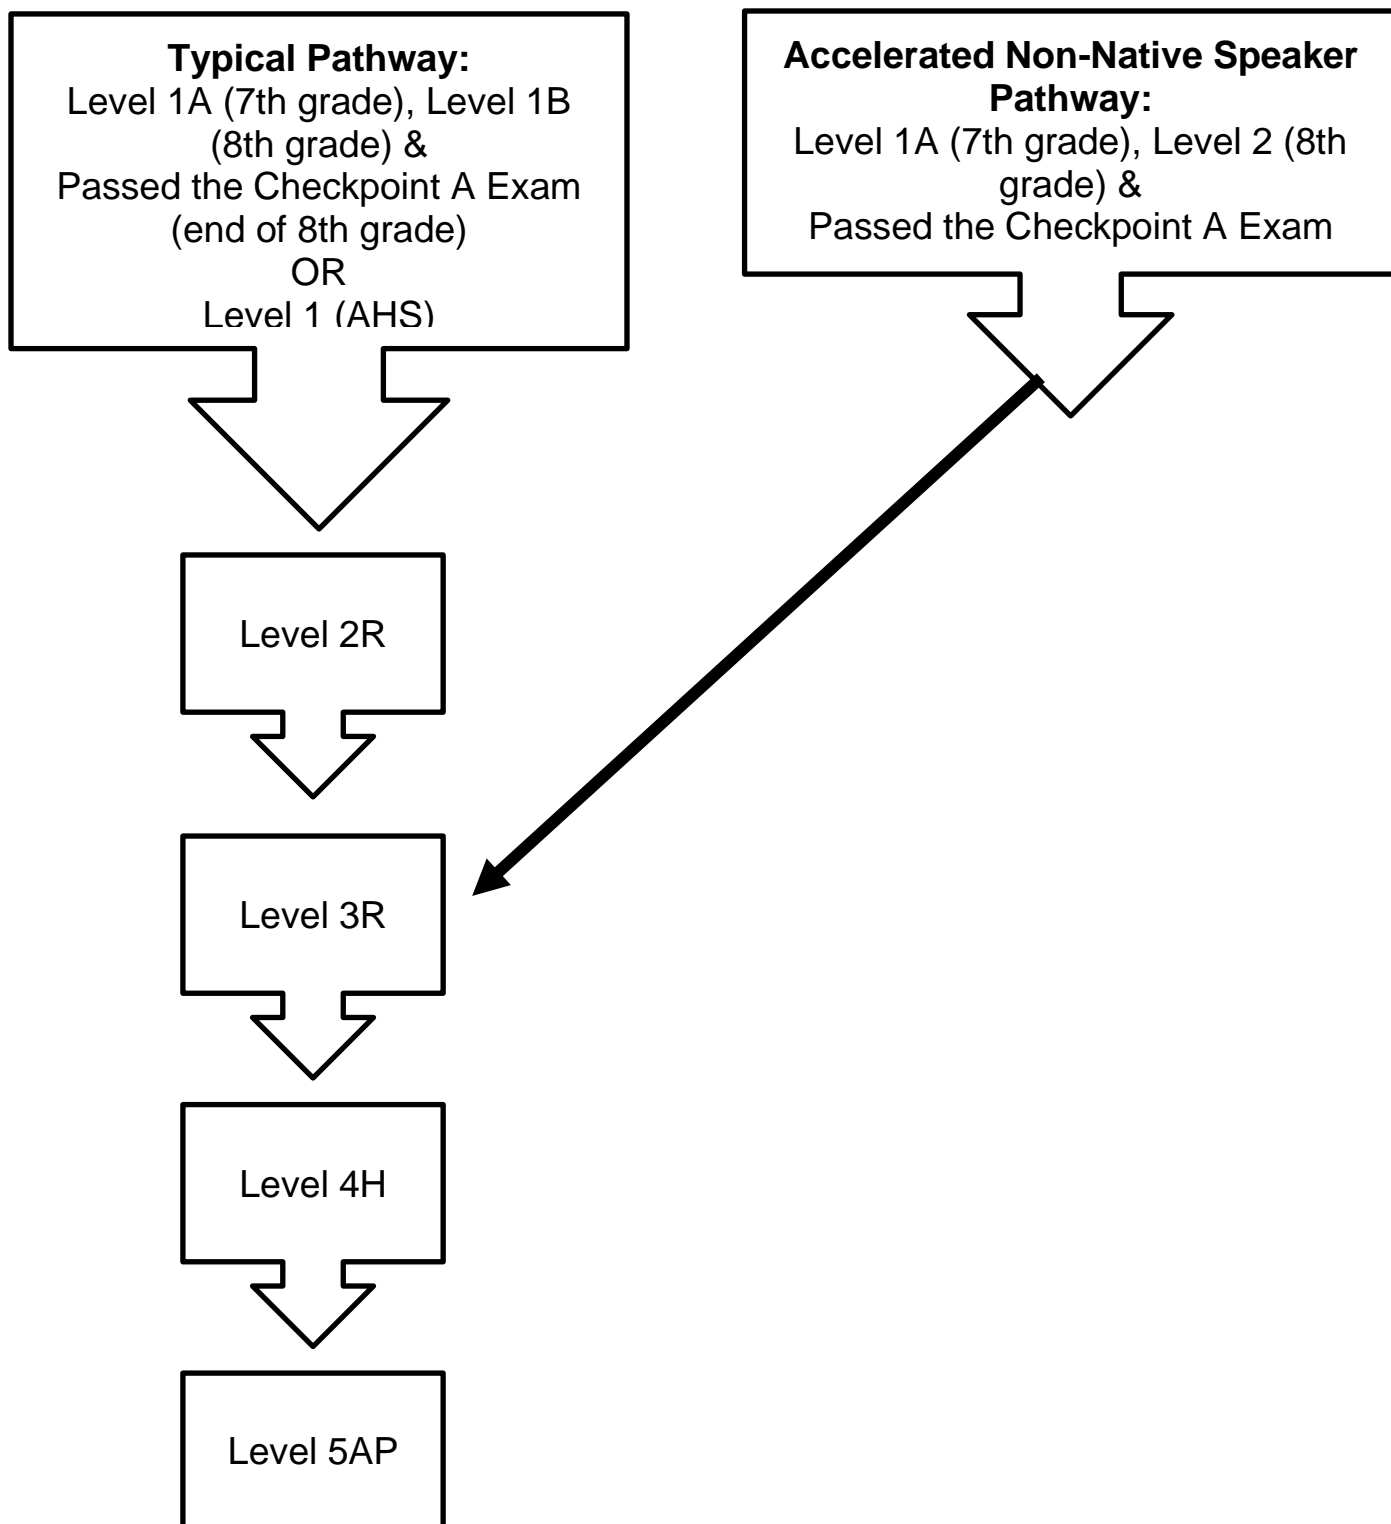 Typical Pathway:
Level 1A (7th grade), Level 1B
(8th grade) &
Passed the Checkpoint A Exam
(end of 8th grade)
OR
Level 1 (AHS)
Accelerated Non-Native Speaker
Pathway:
Level 1A (7th grade), Level 2 (8th
grade) &
Passed the Checkpoint A Exam
Level 2R
Level 3R
Level 4H
Level 5AP